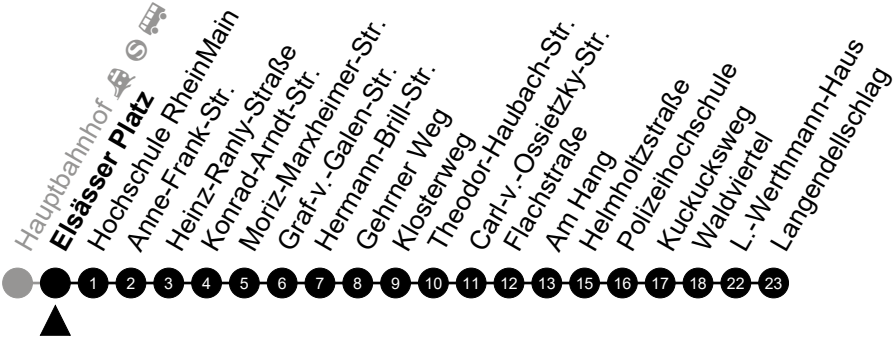 Hauptbahnhof S
Elsässer Platz
Hochschule RheinMain
Anne-Frank-Str.
Heinz-Ranly-Straße
Konrad-Arndt-Str.
Moriz-Marxheimer-Str.
Graf-v.-Galen-Str.
Hermann-Brill-Str.
Gehrner Weg
Klosterweg
Theodor-Haubach-Str.
Carl-v.-Ossietzky-Str.
Flachstraße
Am Hang
Helmholtzstraße
Polizeihochschule
Kuckucksweg
Waldviertel
L.-Werthmann-Haus
Langendellschlag
1 2 3 4 5 6 7 8 9 10 11 12 13 15 16 17 18 22 23